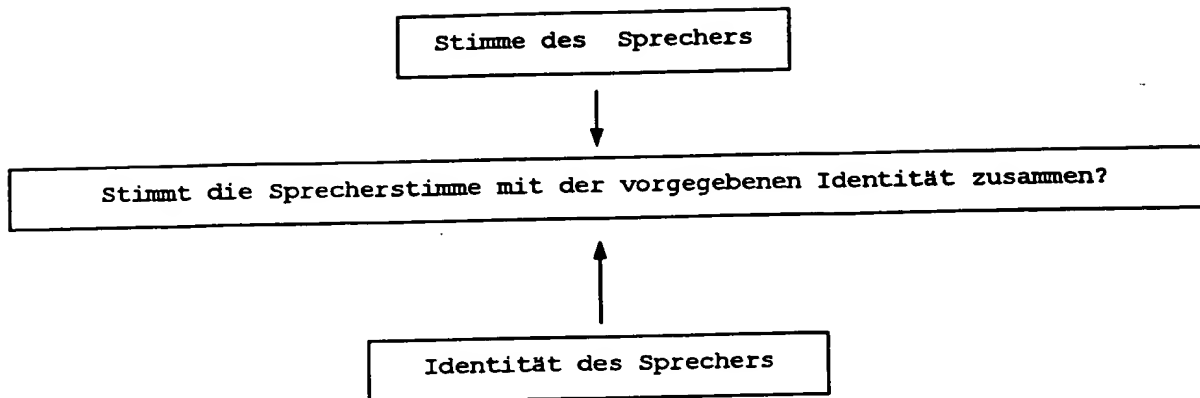 Stimme des Sprechers
Stimmt die Sprecherstimme mit der vorgegebenen Identität zusammen?
Identität des Sprechers